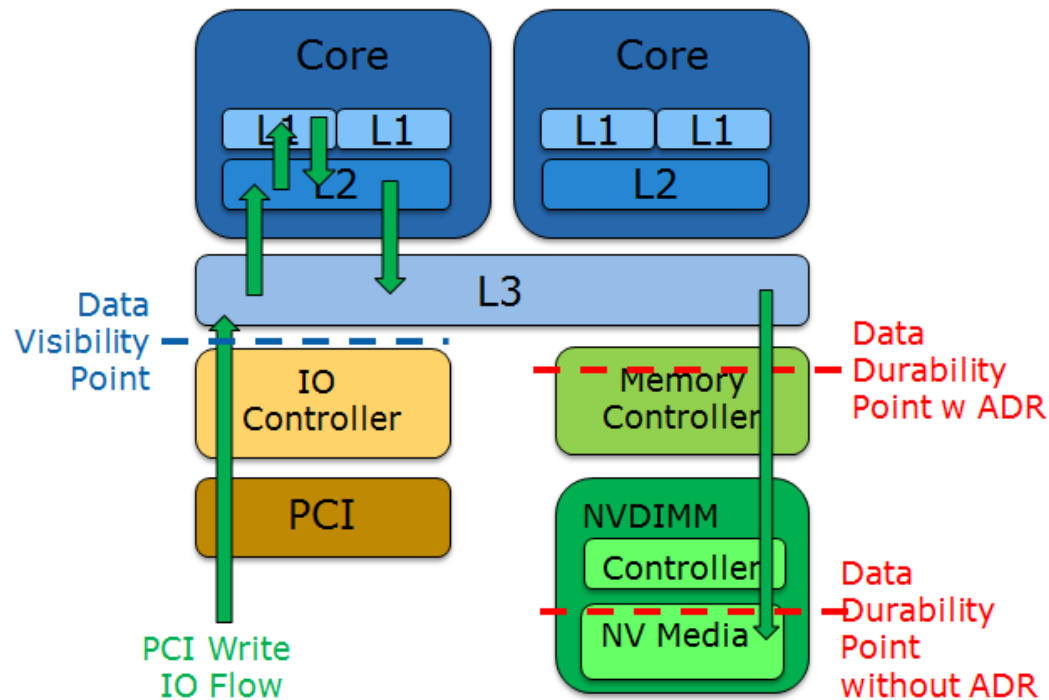 Core
Core
L1
L1
L1
L1
L2
L2
L3
Data
Visibility
Point
IO
Controller
Memory
Controller
Data
Durability
Point w ADR
PCI
NVDIMM
Controller
NV Media
Data
Durability
Point
without ADR
PCI Write
IO Flow